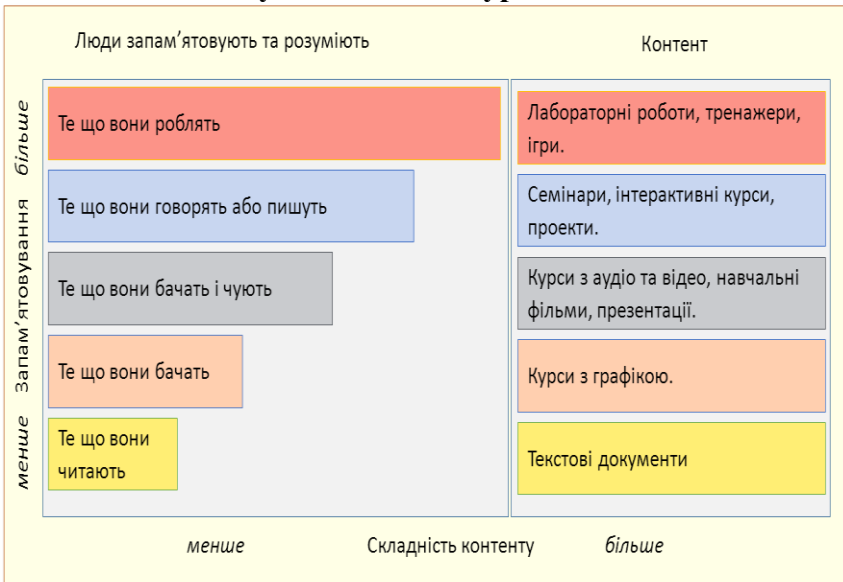 Люди запам’ятовують та розуміють
Контент
більше
Запам’ятовування
менше
Те що вони роблять
Лабораторні роботи, тренажери,
ігри.
Те що вони говорять або пишуть
Семінари, інтерактивні курси,
проекти.
Те що вони бачать і чують
Курси з аудіо та відео, навчальні
фільми, презентації.
Те що вони бачать
Курси з графікою.
Те що вони
читають
Текстові документи
менше Складність контенту більше